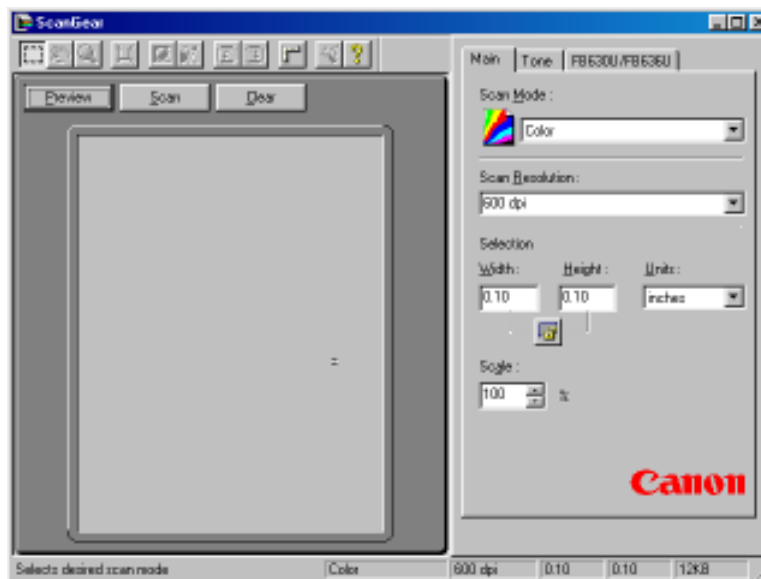 ScanGear
Preview Scan Clear
Main Tone FB630U/FB636U
Scan Mode :
Color
Scan Resolution :
600 dpi
Selection
Width : Height : Units :
0.10 0.10 inches
Scale :
100 %
Canon
Selects desired scan mode Color 600 dpi 0.10 0.10 12KB